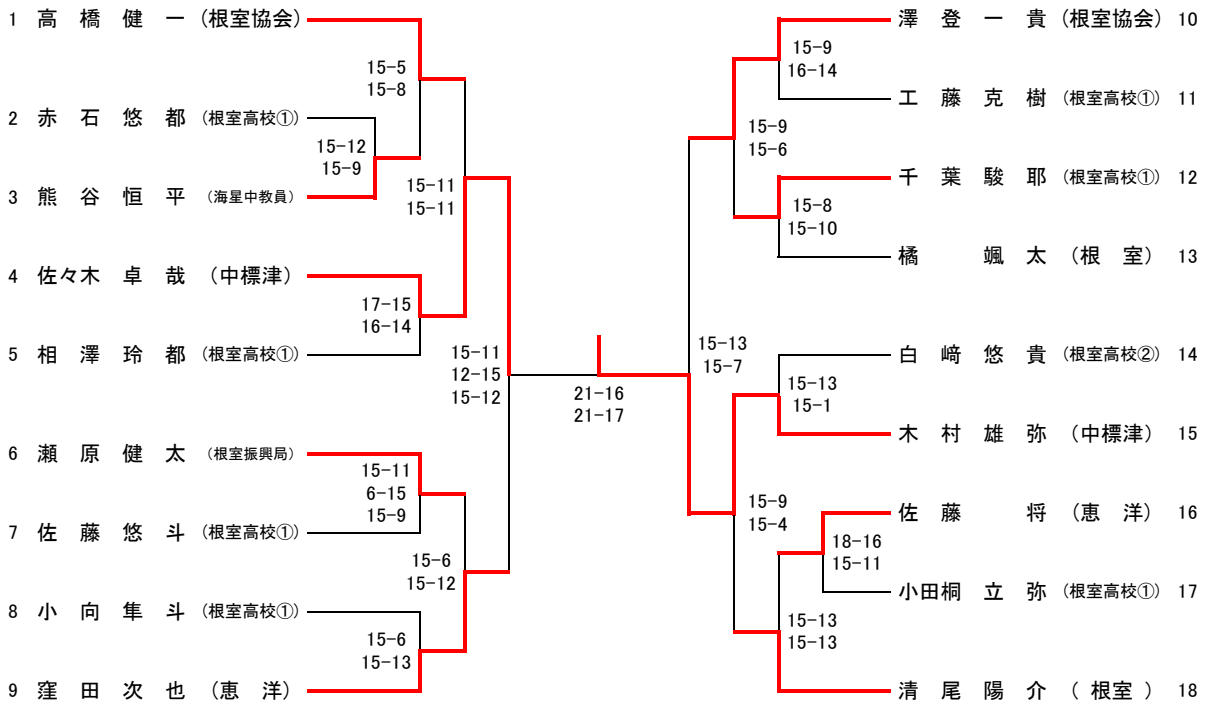 1 高橋健一 (根室協会)
15-5
15-8
2 赤石悠都 (根室高校①)
15-12
15-9
3 熊谷恒平 (海星中教員)
15-11
15-11
4 佐々木卓哉 (中標津)
17-15
16-14
5 相澤玲都 (根室高校①)
15-11
12-15
15-12
6 瀬原健太 (根室振興局)
15-11
6-15
15-9
7 佐藤悠斗 (根室高校①)
15-6
15-12
8 小向隼斗 (根室高校①)
15-6
15-13
9 窪田次也 (恵洋)
21-16
21-17
澤登一貴 (根室協会) 10
15-9
16-14
工藤克樹 (根室高校①) 11
15-9
15-6
千葉駿耶 (根室高校①) 12
15-8
15-10
橘颯太 (根室) 13
15-13
15-7
白﨑悠貴 (根室高校②) 14
15-13
15-1
木村雄弥 (中標津) 15
15-9
15-4
佐藤将 (恵洋) 16
18-16
15-11
小田桐立弥 (根室高校①) 17
15-13
15-13
清尾陽介 (根室) 18